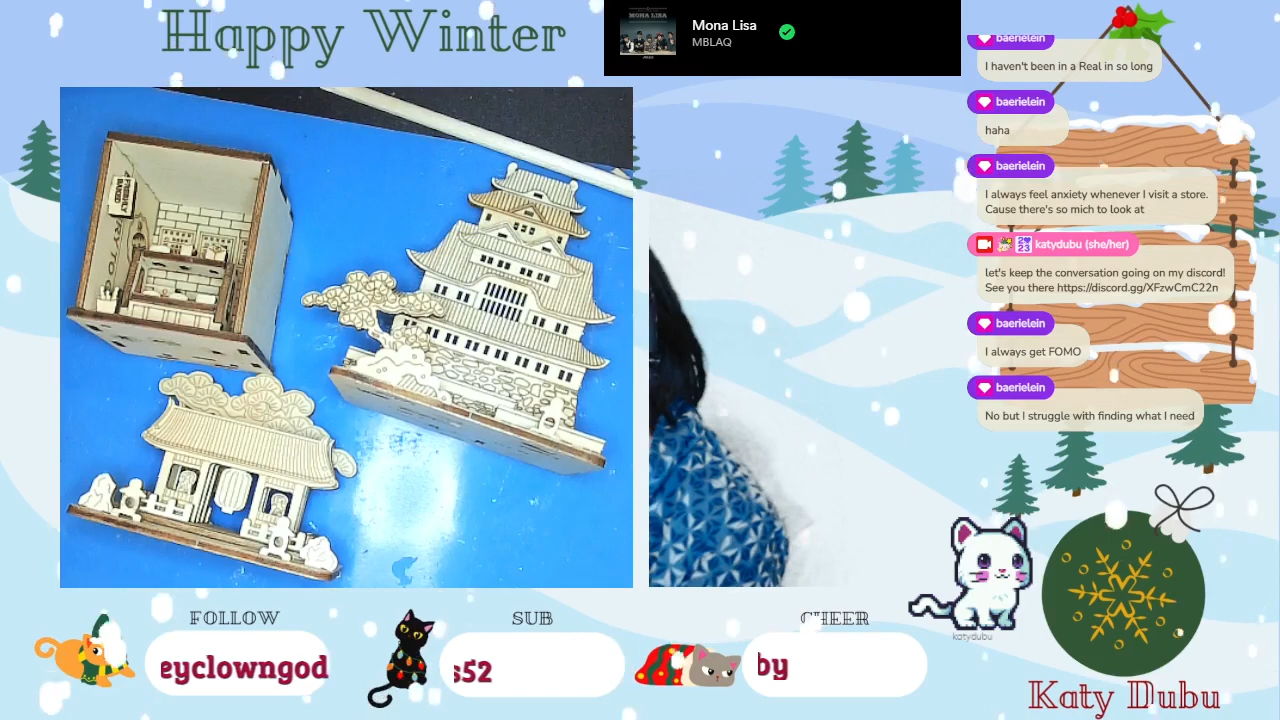 Happy Winter
MONA LISA
Mona Lisa
MBLAQ
baerielein
I haven't been in a Real in so long
baerielein
haha
baerielein
I always feel anxiety whenever I visit a store.
Cause there's so mich to look at
katydubu (she/her)
let's keep the conversation going on my discord!
See you there https://discord.gg/XFzwCmC22n
baerielein
I always get FOMO
baerielein
No but I struggle with finding what I need
FOLLOW
SUB
CHEER
eyclowngod
s52
by
katydubu
Katy Dubu